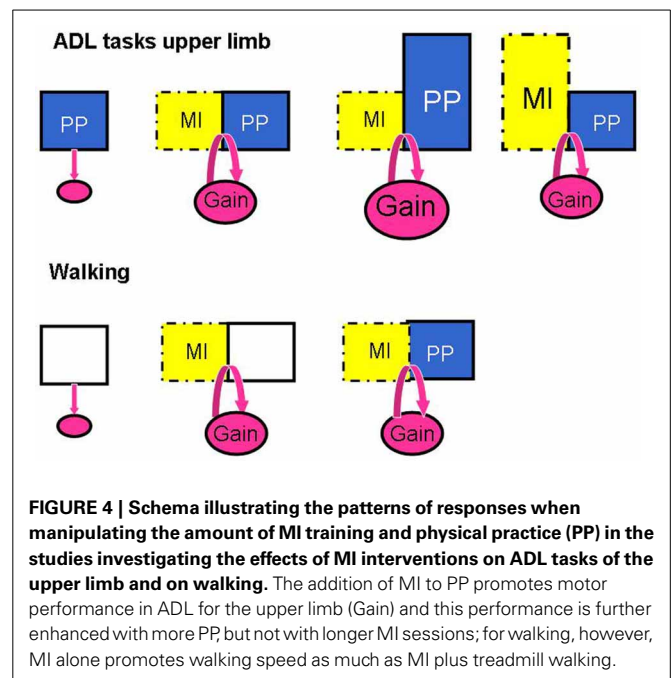 ADL tasks upper limb
PP
MI PP
MI PP
MI PP
Gain
Gain
Gain
Walking
MI
MI PP
Gain
Gain
FIGURE 4 | Schema illustrating the patterns of responses when
manipulating the amount of MI training and physical practice (PP) in the
studies investigating the effects of MI interventions on ADL tasks of the
upper limb and on walking. The addition of MI to PP promotes motor
performance in ADL for the upper limb (Gain) and this performance is further
enhanced with more PP, but not with longer MI sessions; for walking, however,
MI alone promotes walking speed as much as MI plus treadmill walking.